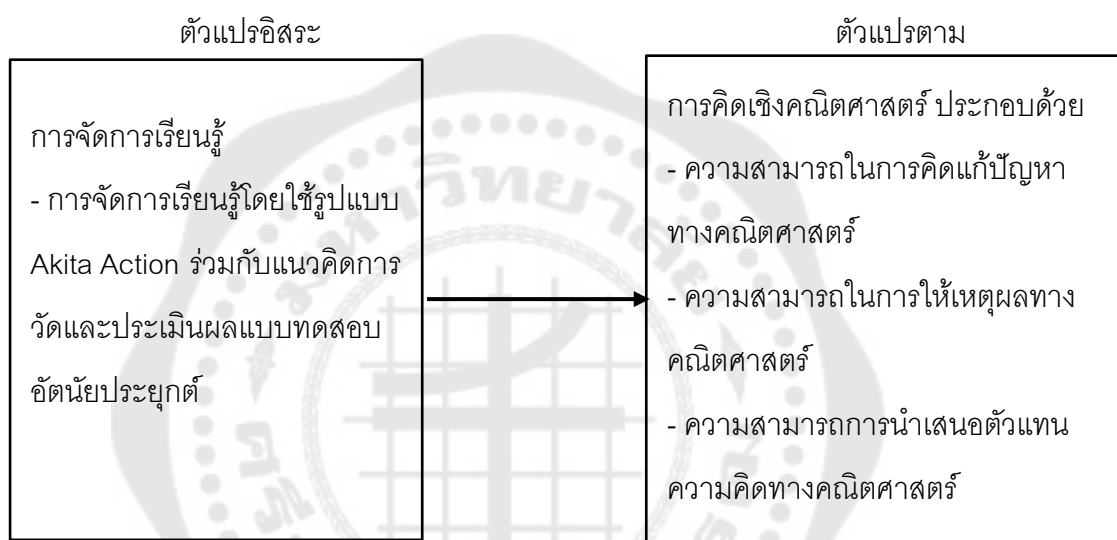 ตัวแปรอิสระ
การจัดการเรียนรู้
- การจัดการเรียนรู้โดยใช้รูปแบบ
Akita Action ร่วมกับแนวคิดการ
วัดและประเมินผลแบบทดสอบ
อัตนัยประยุกต์
ตัวแปรตาม
การคิดเชิงคณิตศาสตร์ ประกอบด้วย
- ความสามารถในการคิดแก้ปัญหา
ทางคณิตศาสตร์
- ความสามารถในการให้เหตุผลทาง
คณิตศาสตร์
- ความสามารถการนำเสนอตัวแทน
ความคิดทางคณิตศาสตร์